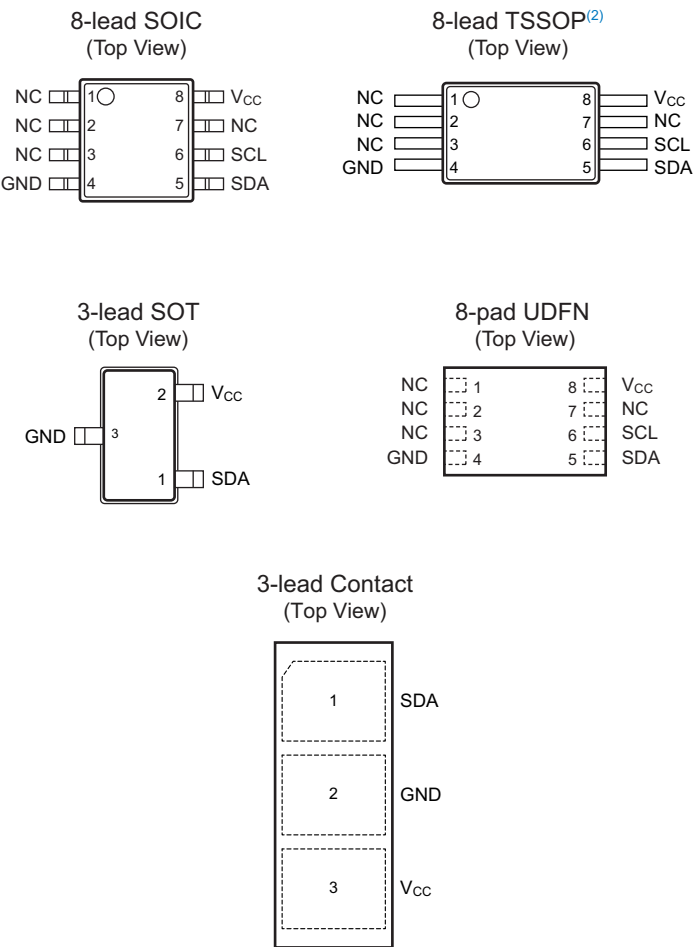 8-lead SOIC
(Top View)
NC 1 8 VCC
NC 2 7 NC
NC 3 6 SCL
GND 4 5 SDA
8-lead TSSOP(2)
(Top View)
NC 1 8 VCC
NC 2 7 NC
NC 3 6 SCL
GND 4 5 SDA
3-lead SOT
(Top View)
2 VCC
GND 3
1 SDA
8-pad UDFN
(Top View)
NC 1 8 VCC
NC 2 7 NC
NC 3 6 SCL
GND 4 5 SDA
3-lead Contact
(Top View)
1 SDA
2 GND
3 VCC